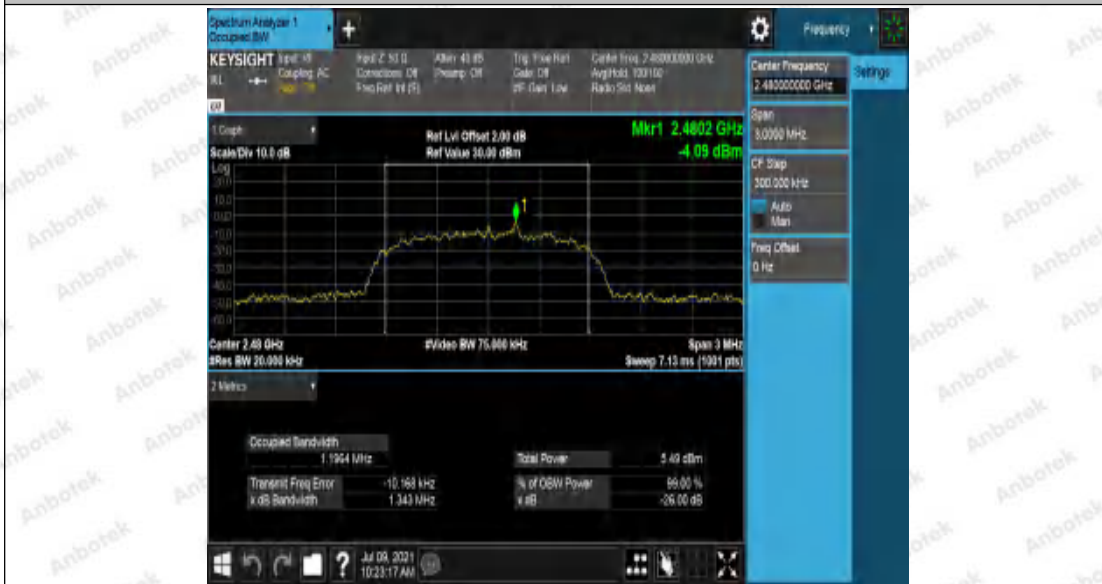 Spectrum Analyzer 1
Occupied BW
Frequency
KEYSIGHT
Coupling: AC
Input Z: 50 Ω
Corrections: Off
Freq Ref: Int (S)
Atten: 40 dB
Preamp: Off
Trig: Free Run
Gate: Off
#IF Gain: Low
Center Freq: 2.480000000 GHz
Avg|Hold: 100/100
Radio Std: None
Center Frequency
2.480000000 GHz
Settings
Span
3.0000 MHz
CF Step
300.000 kHz
Auto
Man
Freq Offset
0 Hz
1 Graph
Scale/Div 10.0 dB
Ref Lvl Offset 2.00 dB
Ref Value 30.00 dBm
Mkr1 2.4802 GHz
-4.09 dBm
Log
1
Center 2.48 GHz
#Res BW 20.000 kHz
#Video BW 75.000 kHz
Span 3 MHz
Sweep 7.13 ms (1001 pts)
2 Metrics
Occupied Bandwidth
1.1964 MHz
Total Power
5.49 dBm
Transmit Freq Error
-10.168 kHz
% of OBW Power
99.00 %
x dB Bandwidth
1.343 MHz
x dB
-26.00 dB
Jul 09, 2021
10:23:17 AM
Anbotek